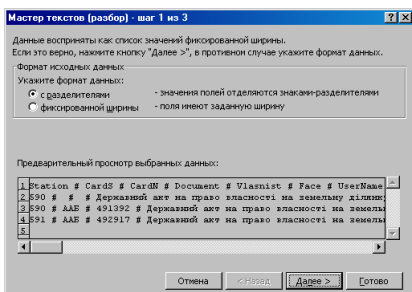 Мастер текстов (разбор) - шаг 1 из 3
Данные восприняты как список значений фиксированной ширины.
Если это верно, нажмите кнопку "Далее >", в противном случае укажите формат данных.
Формат исходных данных
Укажите формат данных:
с разделителями - значения полей отделяются знаками-разделителями
фиксированной ширины - поля имеют заданную ширину
Предварительный просмотр выбранных данных:
1 Station # CardS # CardN # Document # Vlasnist # Face # UserName
2 590 # # # Державний акт на право власності на земельну ділянк
3 590 # ААБ # 491392 # Державний акт на право власності на земель
4 591 # ААБ # 492917 # Державний акт на право власності на земель
5
Отмена < Назад Далее > Готово